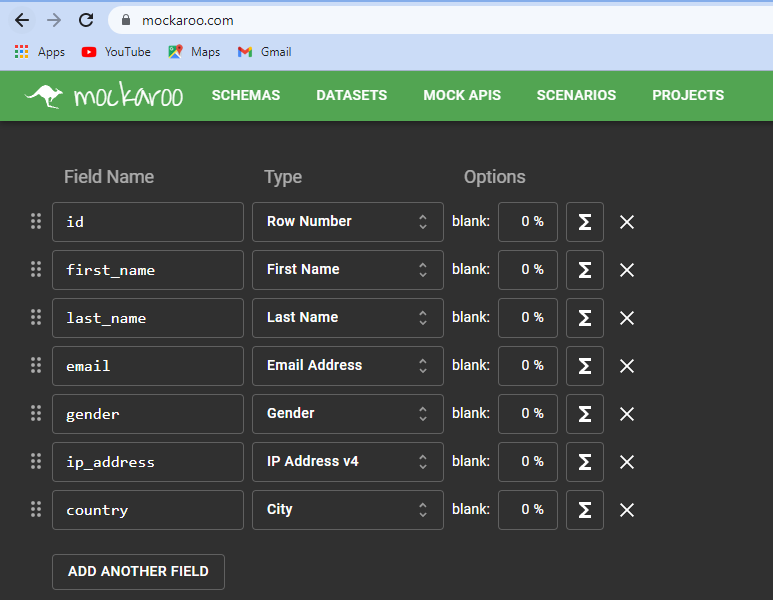 mockaroo.com
Apps YouTube Maps Gmail
mockaroo SCHEMAS DATASETS MOCK APIS SCENARIOS PROJECTS
Field Name Type Options
id Row Number blank: 0 % Σ
first_name First Name blank: 0 % Σ
last_name Last Name blank: 0 % Σ
email Email Address blank: 0 % Σ
gender Gender blank: 0 % Σ
ip_address IP Address v4 blank: 0 % Σ
country City blank: 0 % Σ
ADD ANOTHER FIELD